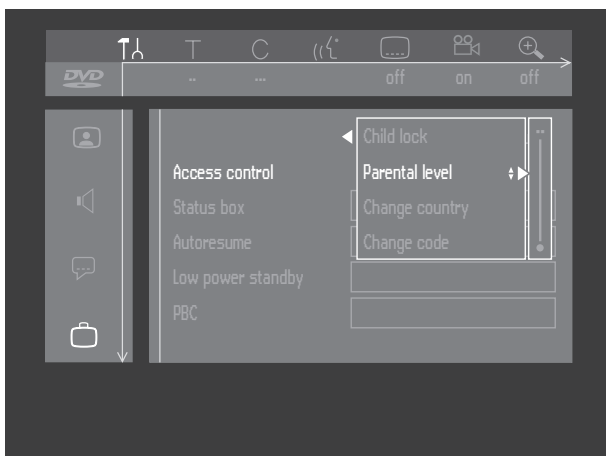 T C
DVD .. ... off on off
Child lock
Access control Parental level
Status box Change country
Autoresume Change code
Low power standby
PBC